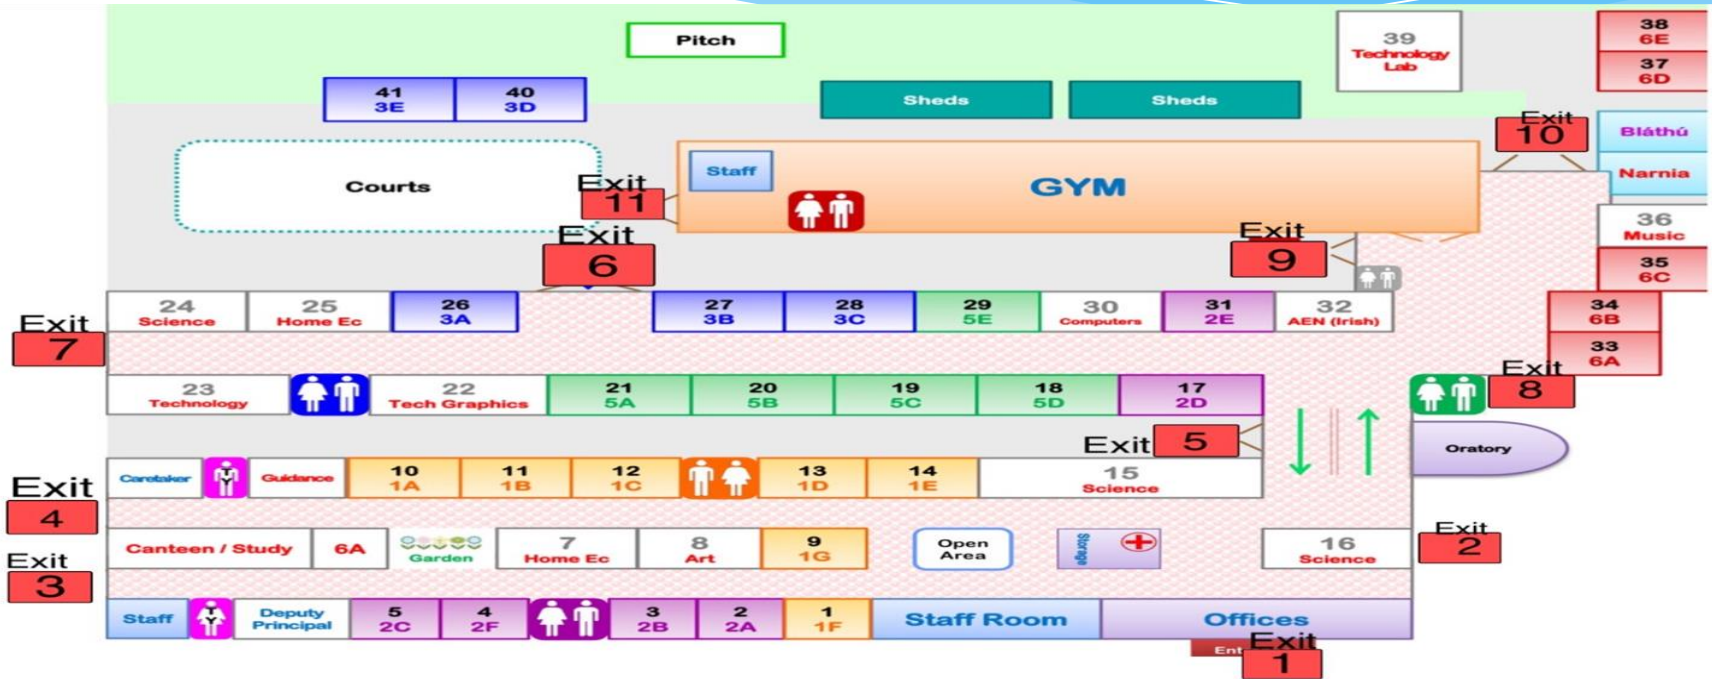 Pitch
39
Technology
Lab
38
6E
37
6D
41
3E
40
3D
Sheds
Sheds
Exit
10
Bláthú
Narnia
Courts
Staff
GYM
Exit
11
Exit
6
Exit
9
36
Music
35
6C
24
Science
25
Home Ec
26
3A
27
3B
28
3C
29
5E
30
Computers
31
2E
32
AEN (Irish)
34
6B
33
6A
Exit
7
Exit
8
23
Technology
22
Tech Graphics
21
5A
20
5B
19
5C
18
5D
17
2D
Exit
5
Oratory
Caretaker
Guidance
10
1A
11
1B
12
1C
13
1D
14
1E
15
Science
Exit
4
Canteen / Study
6A
Garden
7
Home Ec
8
Art
9
1G
Open
Area
Storage
16
Science
Exit
2
Exit
3
Staff
Deputy
Principal
5
2C
4
2F
3
2B
2
2A
1
1F
Staff Room
Offices
Ent
Exit
1